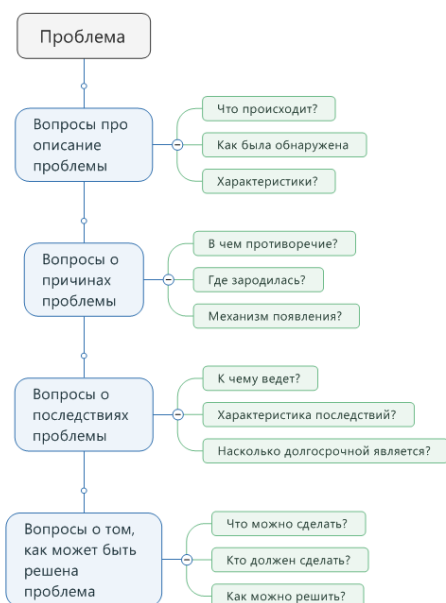 Проблема
Вопросы про
описание
проблемы
Что происходит?
Как была обнаружена
Характеристики?
Вопросы о
причинах
проблемы
В чем противоречие?
Где зародилась?
Механизм появления?
Вопросы о
последствиях
проблемы
К чему ведет?
Характеристика последствий?
Насколько долгосрочной является?
Вопросы о том,
как может быть
решена
проблема
Что можно сделать?
Кто должен сделать?
Как можно решить?